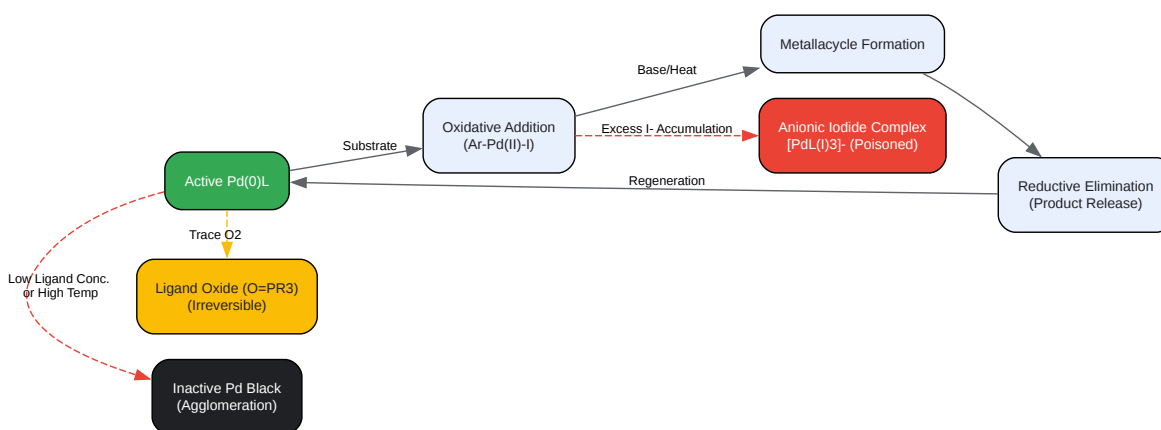 Metallacycle Formation
Base/Heat
Oxidative Addition
(Ar-Pd(II)-I)
Excess I- Accumulation
Anionic Iodide Complex
[PdL(I)3]- (Poisoned)
Substrate
Active Pd(0)L
Regeneration
Reductive Elimination
(Product Release)
Trace O2
Low Ligand Conc.
or High Temp
Ligand Oxide (O=PR3)
(Irreversible)
Inactive Pd Black
(Agglomeration)